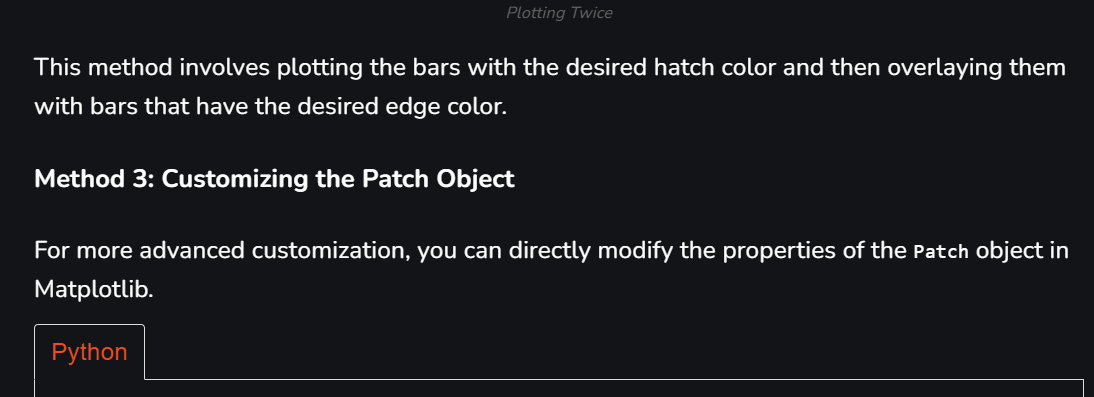 Plotting Twice
This method involves plotting the bars with the desired hatch color and then overlaying them
with bars that have the desired edge color.
Method 3: Customizing the Patch Object
For more advanced customization, you can directly modify the properties of the Patch object in
Matplotlib.
Python